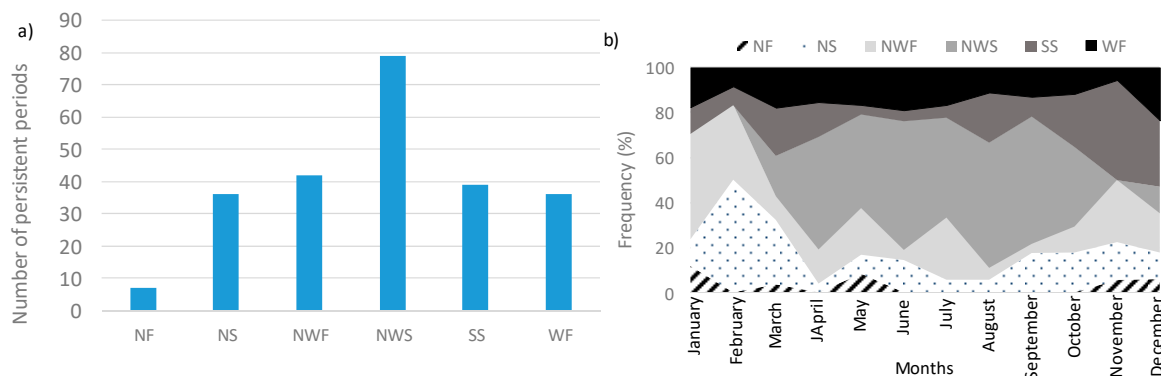 a)
Number of persistent periods
90
80
70
60
50
40
30
20
10
0
NF NS NWF NWS SS WF
b)
NF NS NWF NWS SS WF
Frequency (%)
100
80
60
40
20
0
January
February
March
JApril
May
June
July
August
September
October
November
December
Months